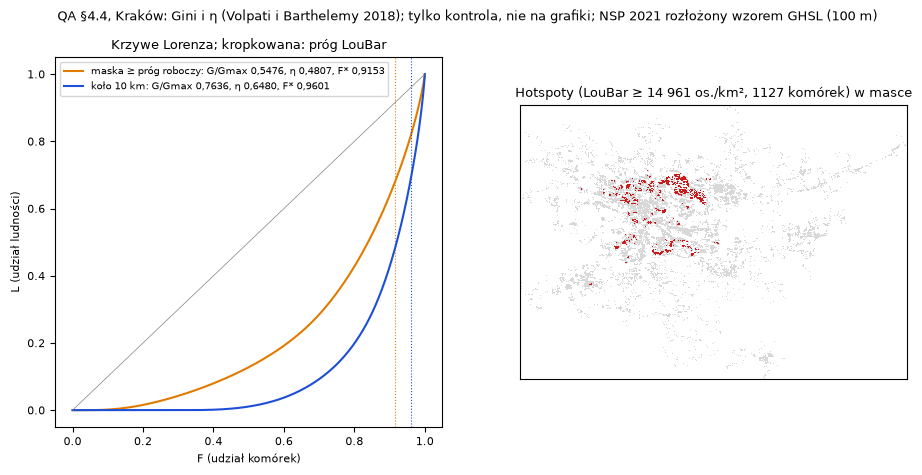 QA §4.4, Kraków: Gini i η (Volpati i Barthelemy 2018); tylko kontrola, nie na grafiki; NSP 2021 rozłożony wzorem GHSL (100 m)
Krzywe Lorenza; kropkowana: próg LouBar
maska ≥ próg roboczy: G/Gmax 0,5476, η 0,4807, F* 0,9153
koło 10 km: G/Gmax 0,7636, η 0,6480, F* 0,9601
1.0
0.8
0.6
0.4
0.2
0.0
L (udział ludności)
0.0 0.2 0.4 0.6 0.8 1.0
F (udział komórek)
Hotspoty (LouBar ≥ 14 961 os./km², 1127 komórek) w masce